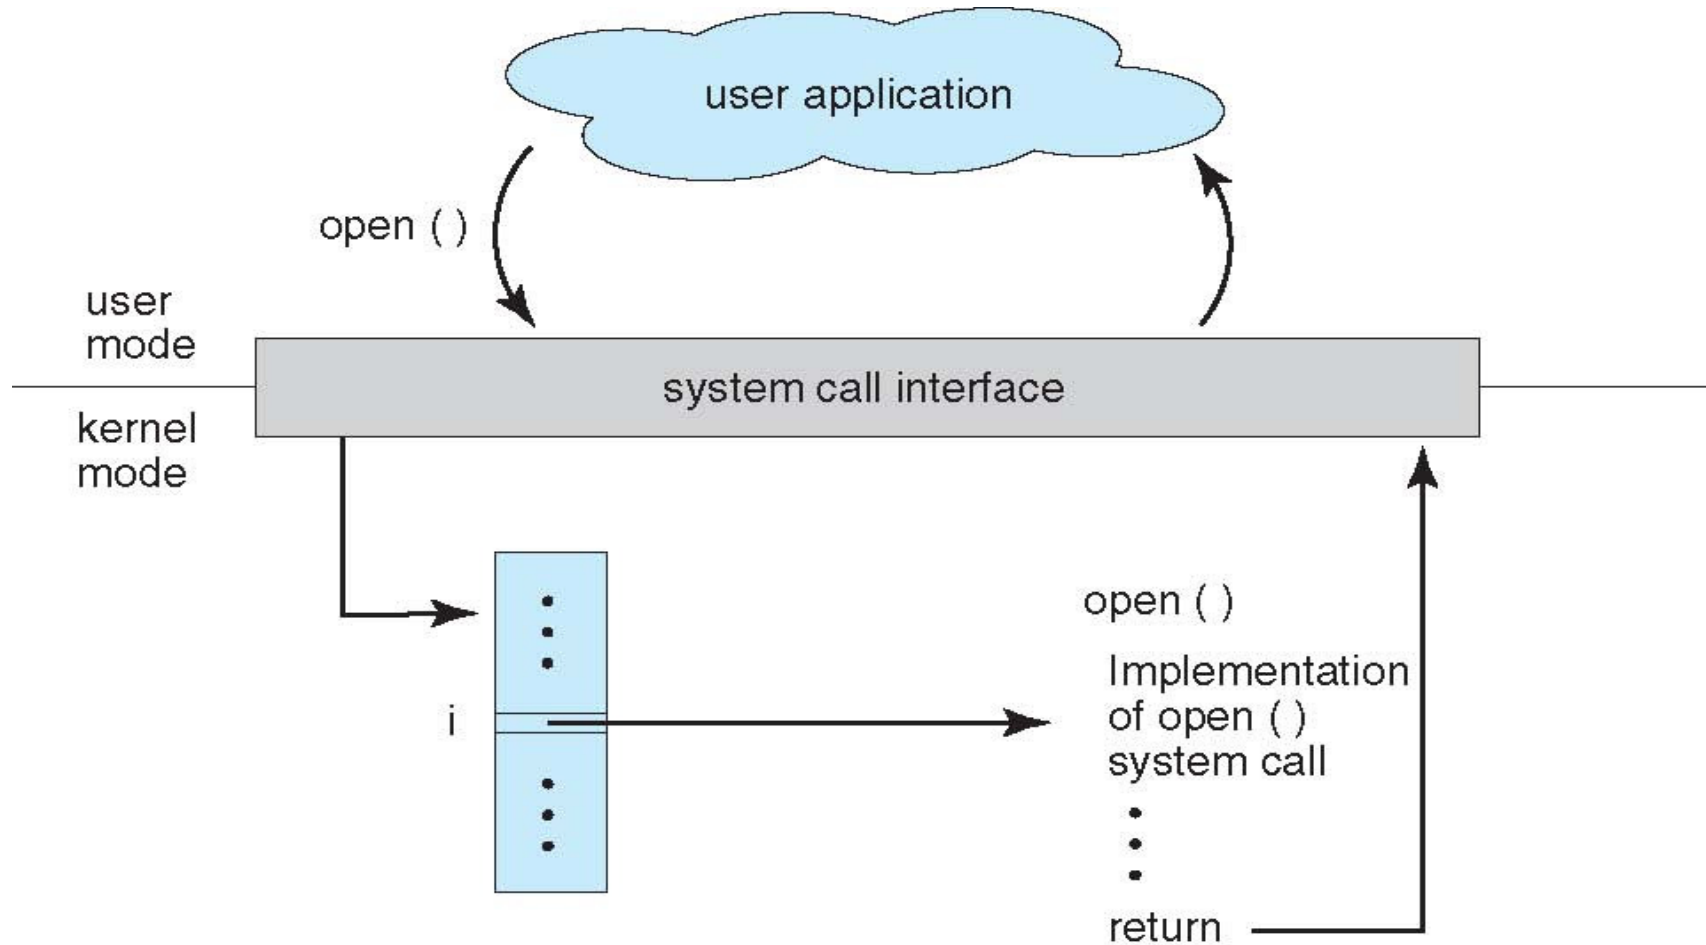 user application
open ( )
user
mode
system call interface
kernel
mode
open ( )
i
Implementation
of open ( )
system call
return